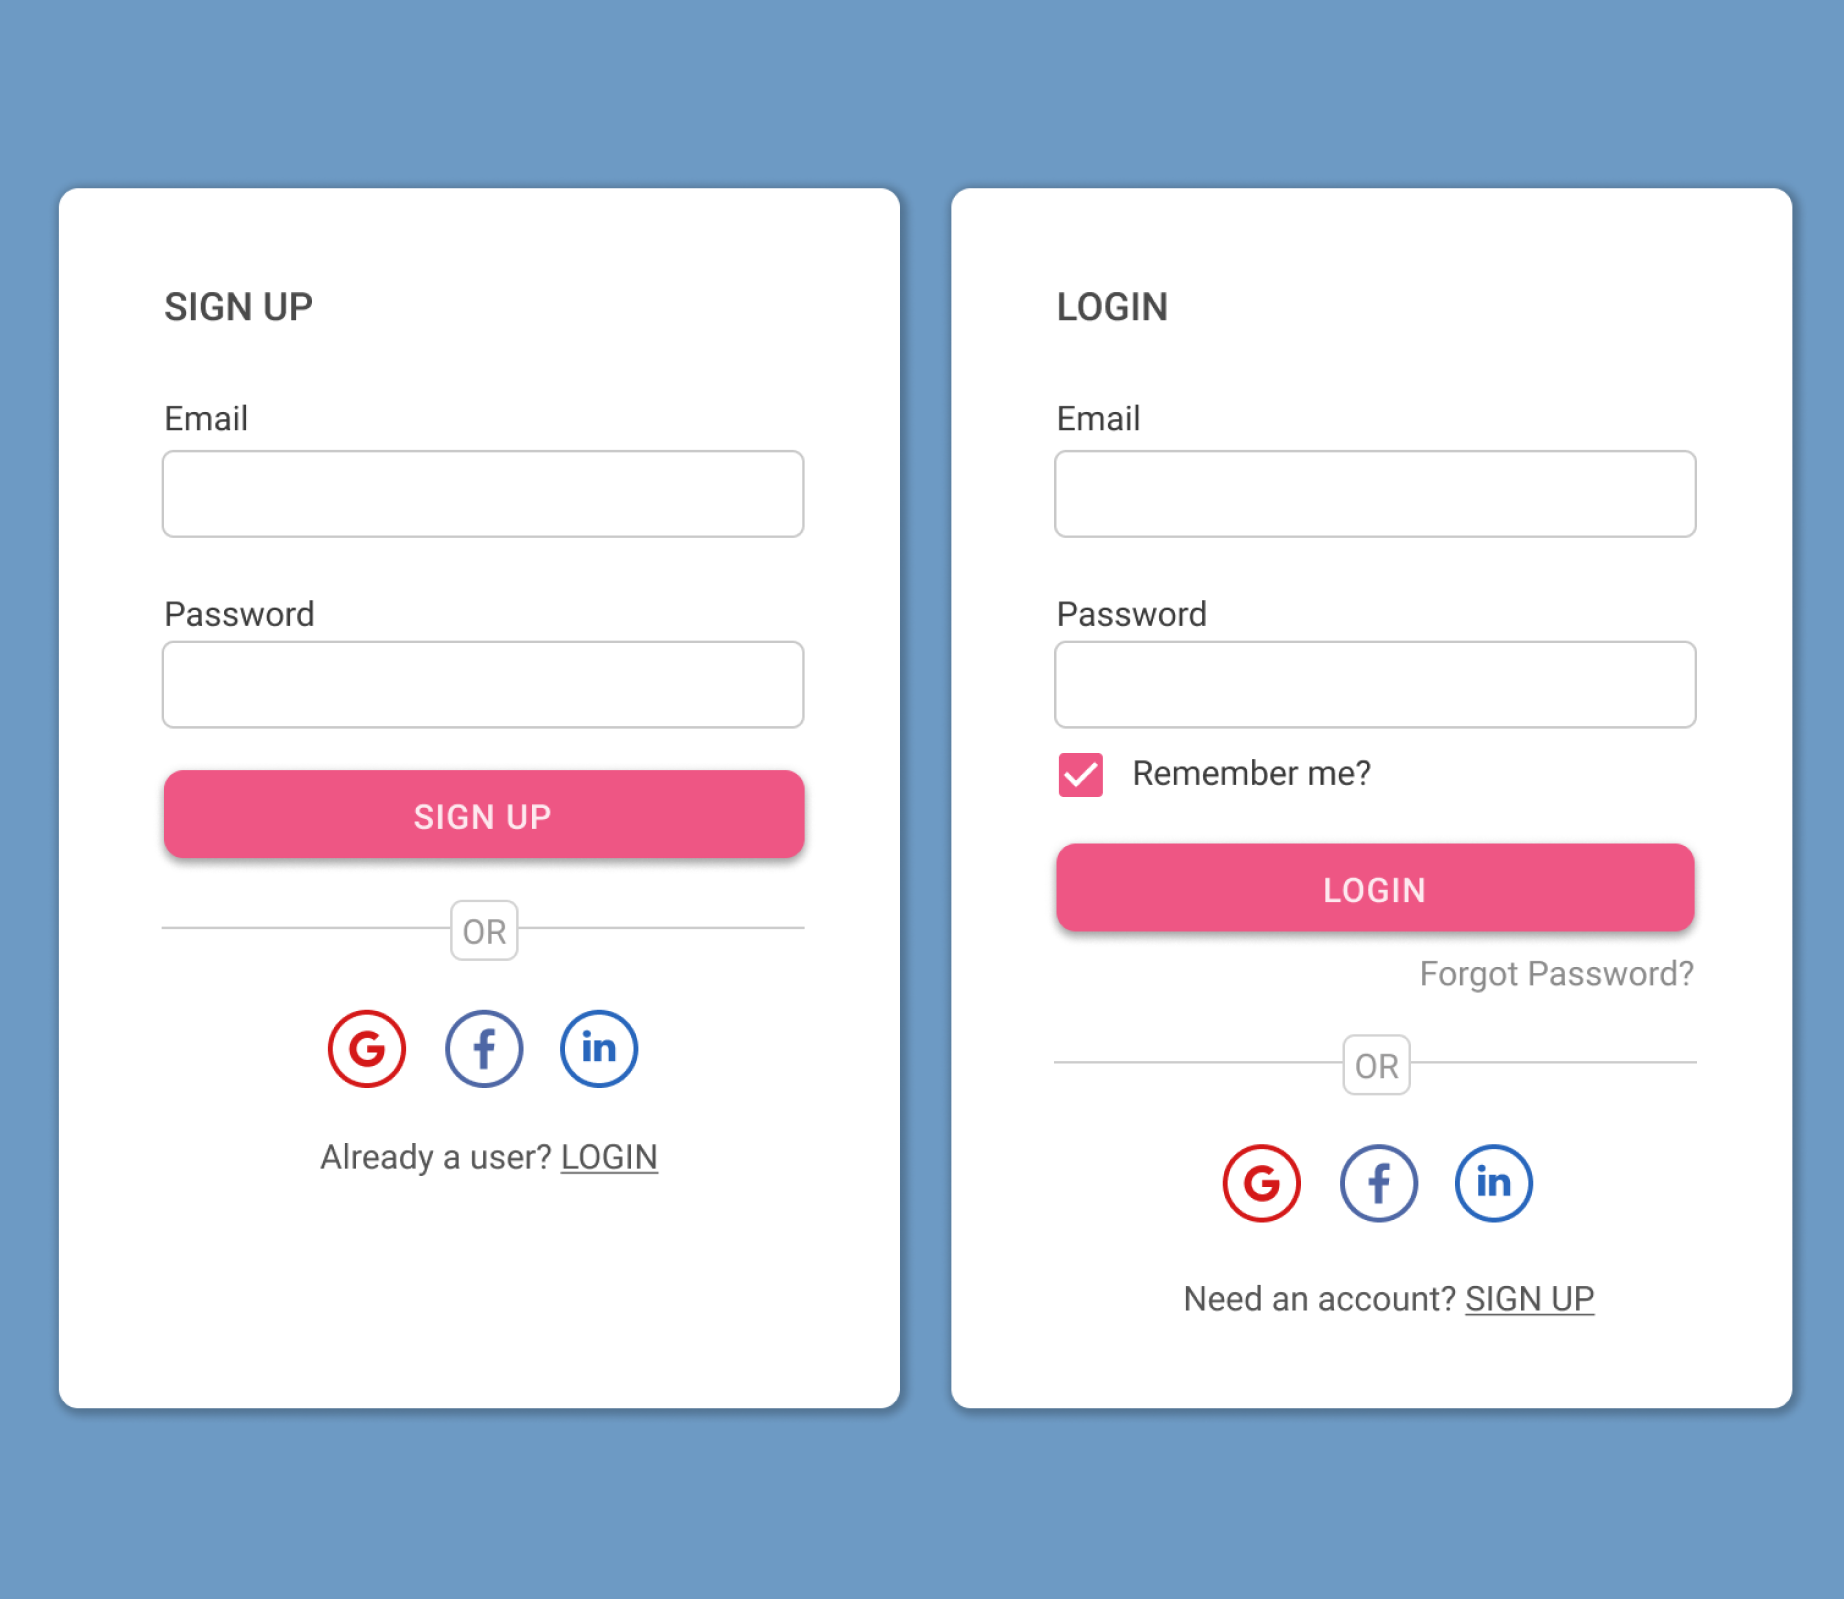 SIGN UP
Email
Password
SIGN UP
OR
G f in
Already a user? LOGIN
LOGIN
Email
Password
Remember me?
LOGIN
Forgot Password?
OR
G f in
Need an account? SIGN UP